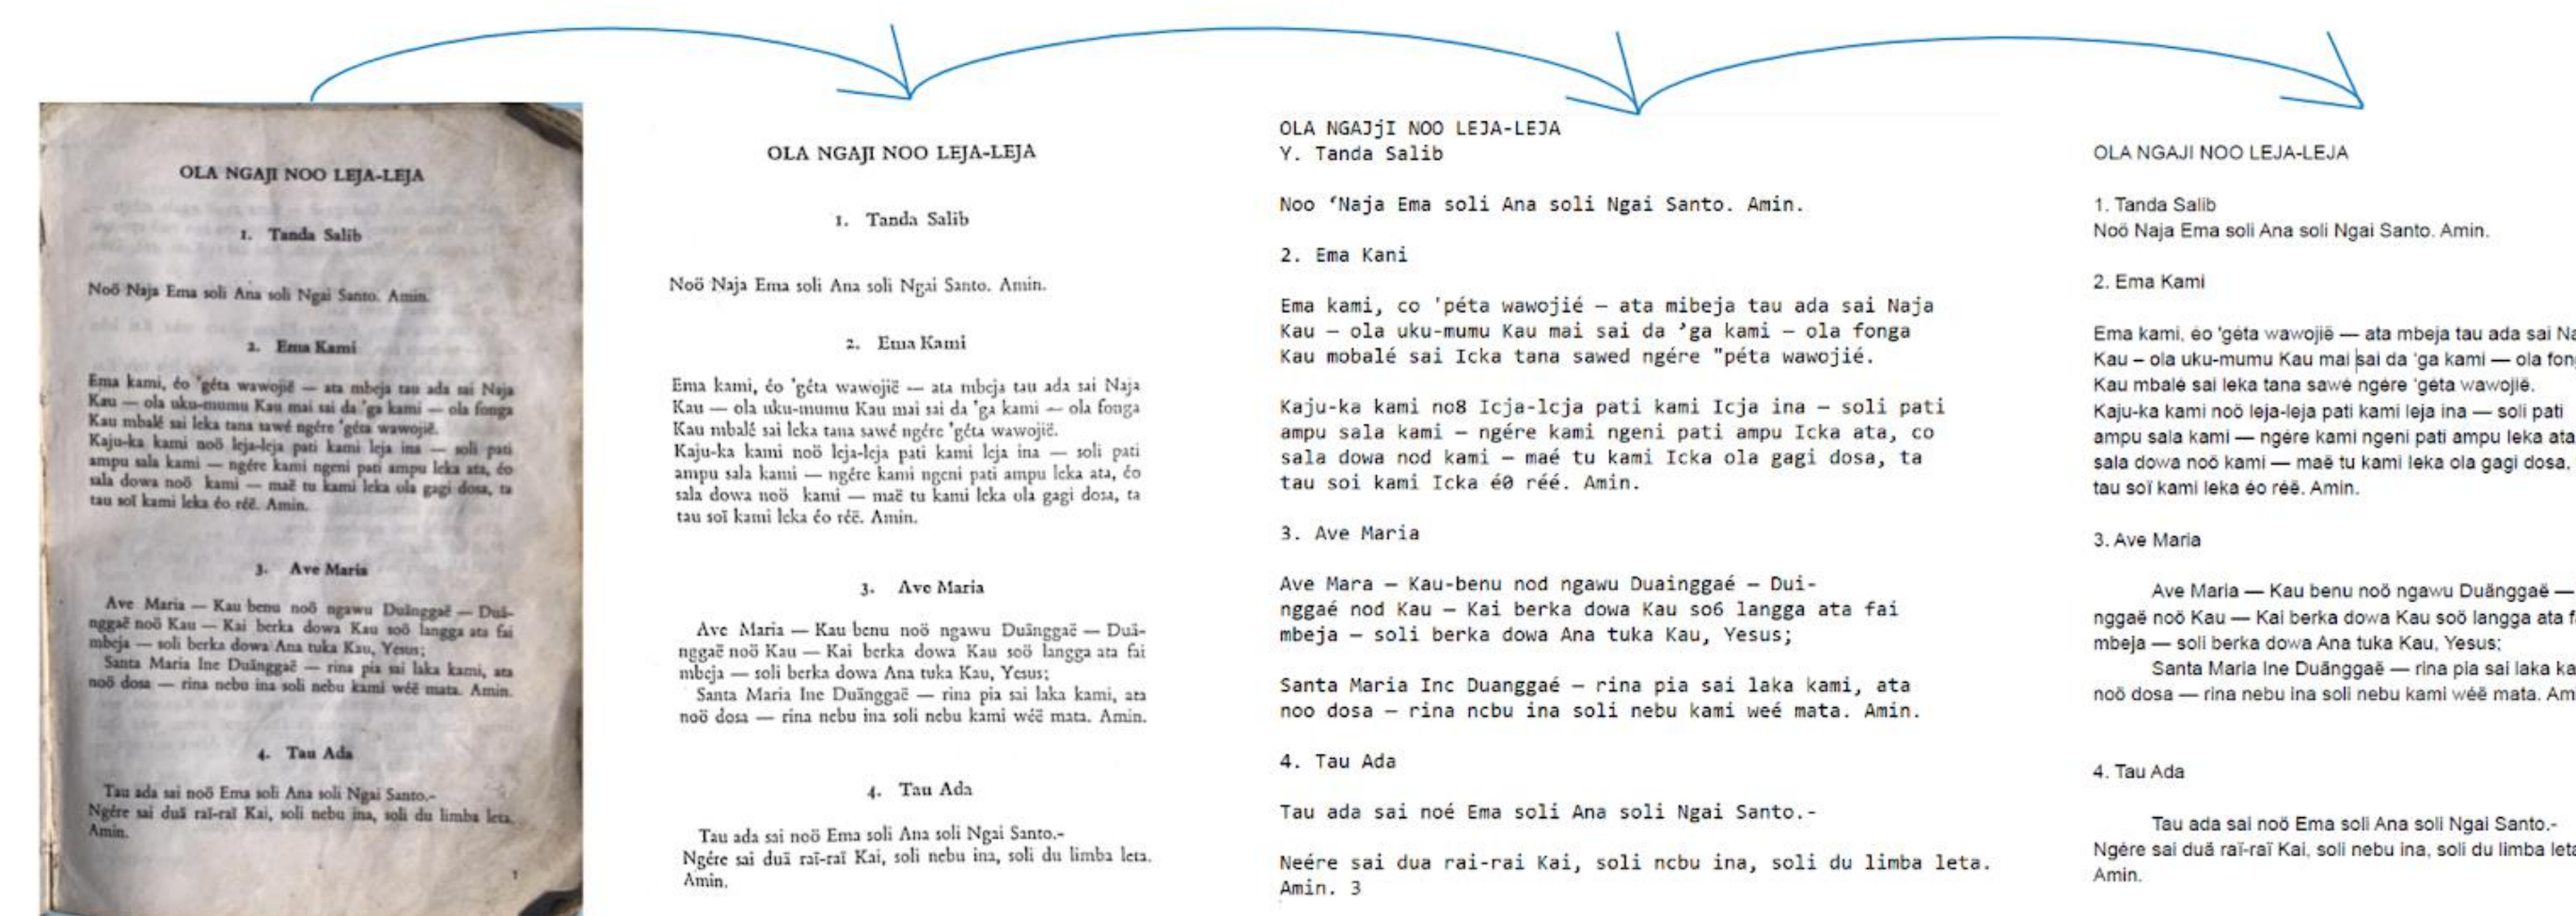 OLA NGAJI NOO LEJA-LEJA
1. Tanda Salib
Noö Naja Ema soli Ana soli Ngai Santo. Amin.
2. Ema Kami
Ema kami, éo 'géta wawojië — ata mbeja tau ada sai Naja
Kau — ola uku-mumu Kau mai sai da 'ga kami — ola fonga
Kau mbalé sai leka tana sawé ngére 'géta wawojië.
Kaju-ka kami noö leja-leja pati kami leja ina — soli pati
ampu sala kami — ngére kami ngeni pati ampu leka ata, éo
sala dowa noö kami — maë tu kami leka ola gagi dosa, ta
tau soï kami leka éo réë. Amin.
3. Ave Maria
Ave Maria — Kau benu noö ngawu Duänggaë — Duä-
nggaë noö Kau — Kai berka dowa Kau soö langga ata fai
mbeja — soli berka dowa Ana tuka Kau, Yesus;
Santa Maria Ine Duänggaë — rina pia sai laka kami, ata
noö dosa — rina nebu ina soli nebu kami wéë mata. Amin.
4. Tau Ada
Tau ada sai noö Ema soli Ana soli Ngai Santo.-
Ngére sai duä raï-raï Kai, soli nebu ina, soli du limba leta.
Amin.
1
OLA NGAJI NOO LEJA-LEJA
1. Tanda Salib
Noö Naja Ema soli Ana soli Ngai Santo. Amin.
2. Ema Kami
Ema kami, éo 'géta wawojië — ata mbeja tau ada sai Naja
Kau — ola uku-mumu Kau mai sai da 'ga kami — ola fonga
Kau mbalé sai leka tana sawé ngére 'géta wawojië.
Kaju-ka kami noö leja-leja pati kami leja ina — soli pati
ampu sala kami — ngére kami ngeni pati ampu leka ata, éo
sala dowa noö kami — maë tu kami leka ola gagi dosa, ta
tau soï kami leka éo réë. Amin.
3. Ave Maria
Ave Maria — Kau benu noö ngawu Duänggaë — Duä-
nggaë noö Kau — Kai berka dowa Kau soö langga ata fai
mbeja — soli berka dowa Ana tuka Kau, Yesus;
Santa Maria Ine Duänggaë — rina pia sai laka kami, ata
noö dosa — rina nebu ina soli nebu kami wéë mata. Amin.
4. Tau Ada
Tau ada sai noö Ema soli Ana soli Ngai Santo.-
Ngére sai duä raï-raï Kai, soli nebu ina, soli du limba leta.
Amin.
OLA NGAJjI NOO LEJA-LEJA
Y. Tanda Salib
Noo ‘Naja Ema soli Ana soli Ngai Santo. Amin.
2. Ema Kani
Ema kami, co 'péta wawojié — ata mibeja tau ada sai Naja
Kau — ola uku-mumu Kau mai sai da ’ga kami — ola fonga
Kau mobalé sai Icka tana sawed ngére "péta wawojié.
Kaju-ka kami no8 Icja-lcja pati kami Icja ina — soli pati
ampu sala kami — ngére kami ngeni pati ampu Icka ata, co
sala dowa nod kami — maé tu kami Icka ola gagi dosa, ta
tau soi kami Icka é0 réé. Amin.
3. Ave Maria
Ave Mara — Kau-benu nod ngawu Duainggaé — Dui-
nggaé nod Kau — Kai berka dowa Kau so6 langga ata fai
mbeja — soli berka dowa Ana tuka Kau, Yesus;
Santa Maria Inc Duanggaé — rina pia sai laka kami, ata
noo dosa — rina ncbu ina soli nebu kami weé mata. Amin.
4. Tau Ada
Tau ada sai noé Ema soli Ana soli Ngai Santo.-
Neére sai dua rai-rai Kai, soli ncbu ina, soli du limba leta.
Amin. 3
OLA NGAJI NOO LEJA-LEJA
1. Tanda Salib
Noö Naja Ema soli Ana soli Ngai Santo. Amin.
2. Ema Kami
Ema kami, éo 'géta wawojië — ata mbeja tau ada sai
Kau – ola uku-mumu Kau mai sai da 'ga kami — ola
Kau mbalé sai leka tana sawé ngére 'géta wawojië.
Kaju-ka kami noö leja-leja pati kami leja ina — soli pati
ampu sala kami — ngére kami ngeni pati ampu leka ata
sala dowa noö kami — maë tu kami leka ola gagi dosa,
tau soï kami leka éo réë. Amin.
3. Ave Maria
Ave Maria — Kau benu noö ngawu Duänggaë —
nggaë noö Kau — Kai berka dowa Kau soö langga ata
mbeja — soli berka dowa Ana tuka Kau, Yesus;
Santa Maria Ine Duänggaë — rina pia sai laka
noö dosa — rina nebu ina soli nebu kami wéë mata.
4. Tau Ada
Tau ada sai noö Ema soli Ana soli Ngai Santo.-
Ngére sai duä raï-raï Kai, soli nebu ina, soli du limba
Amin.